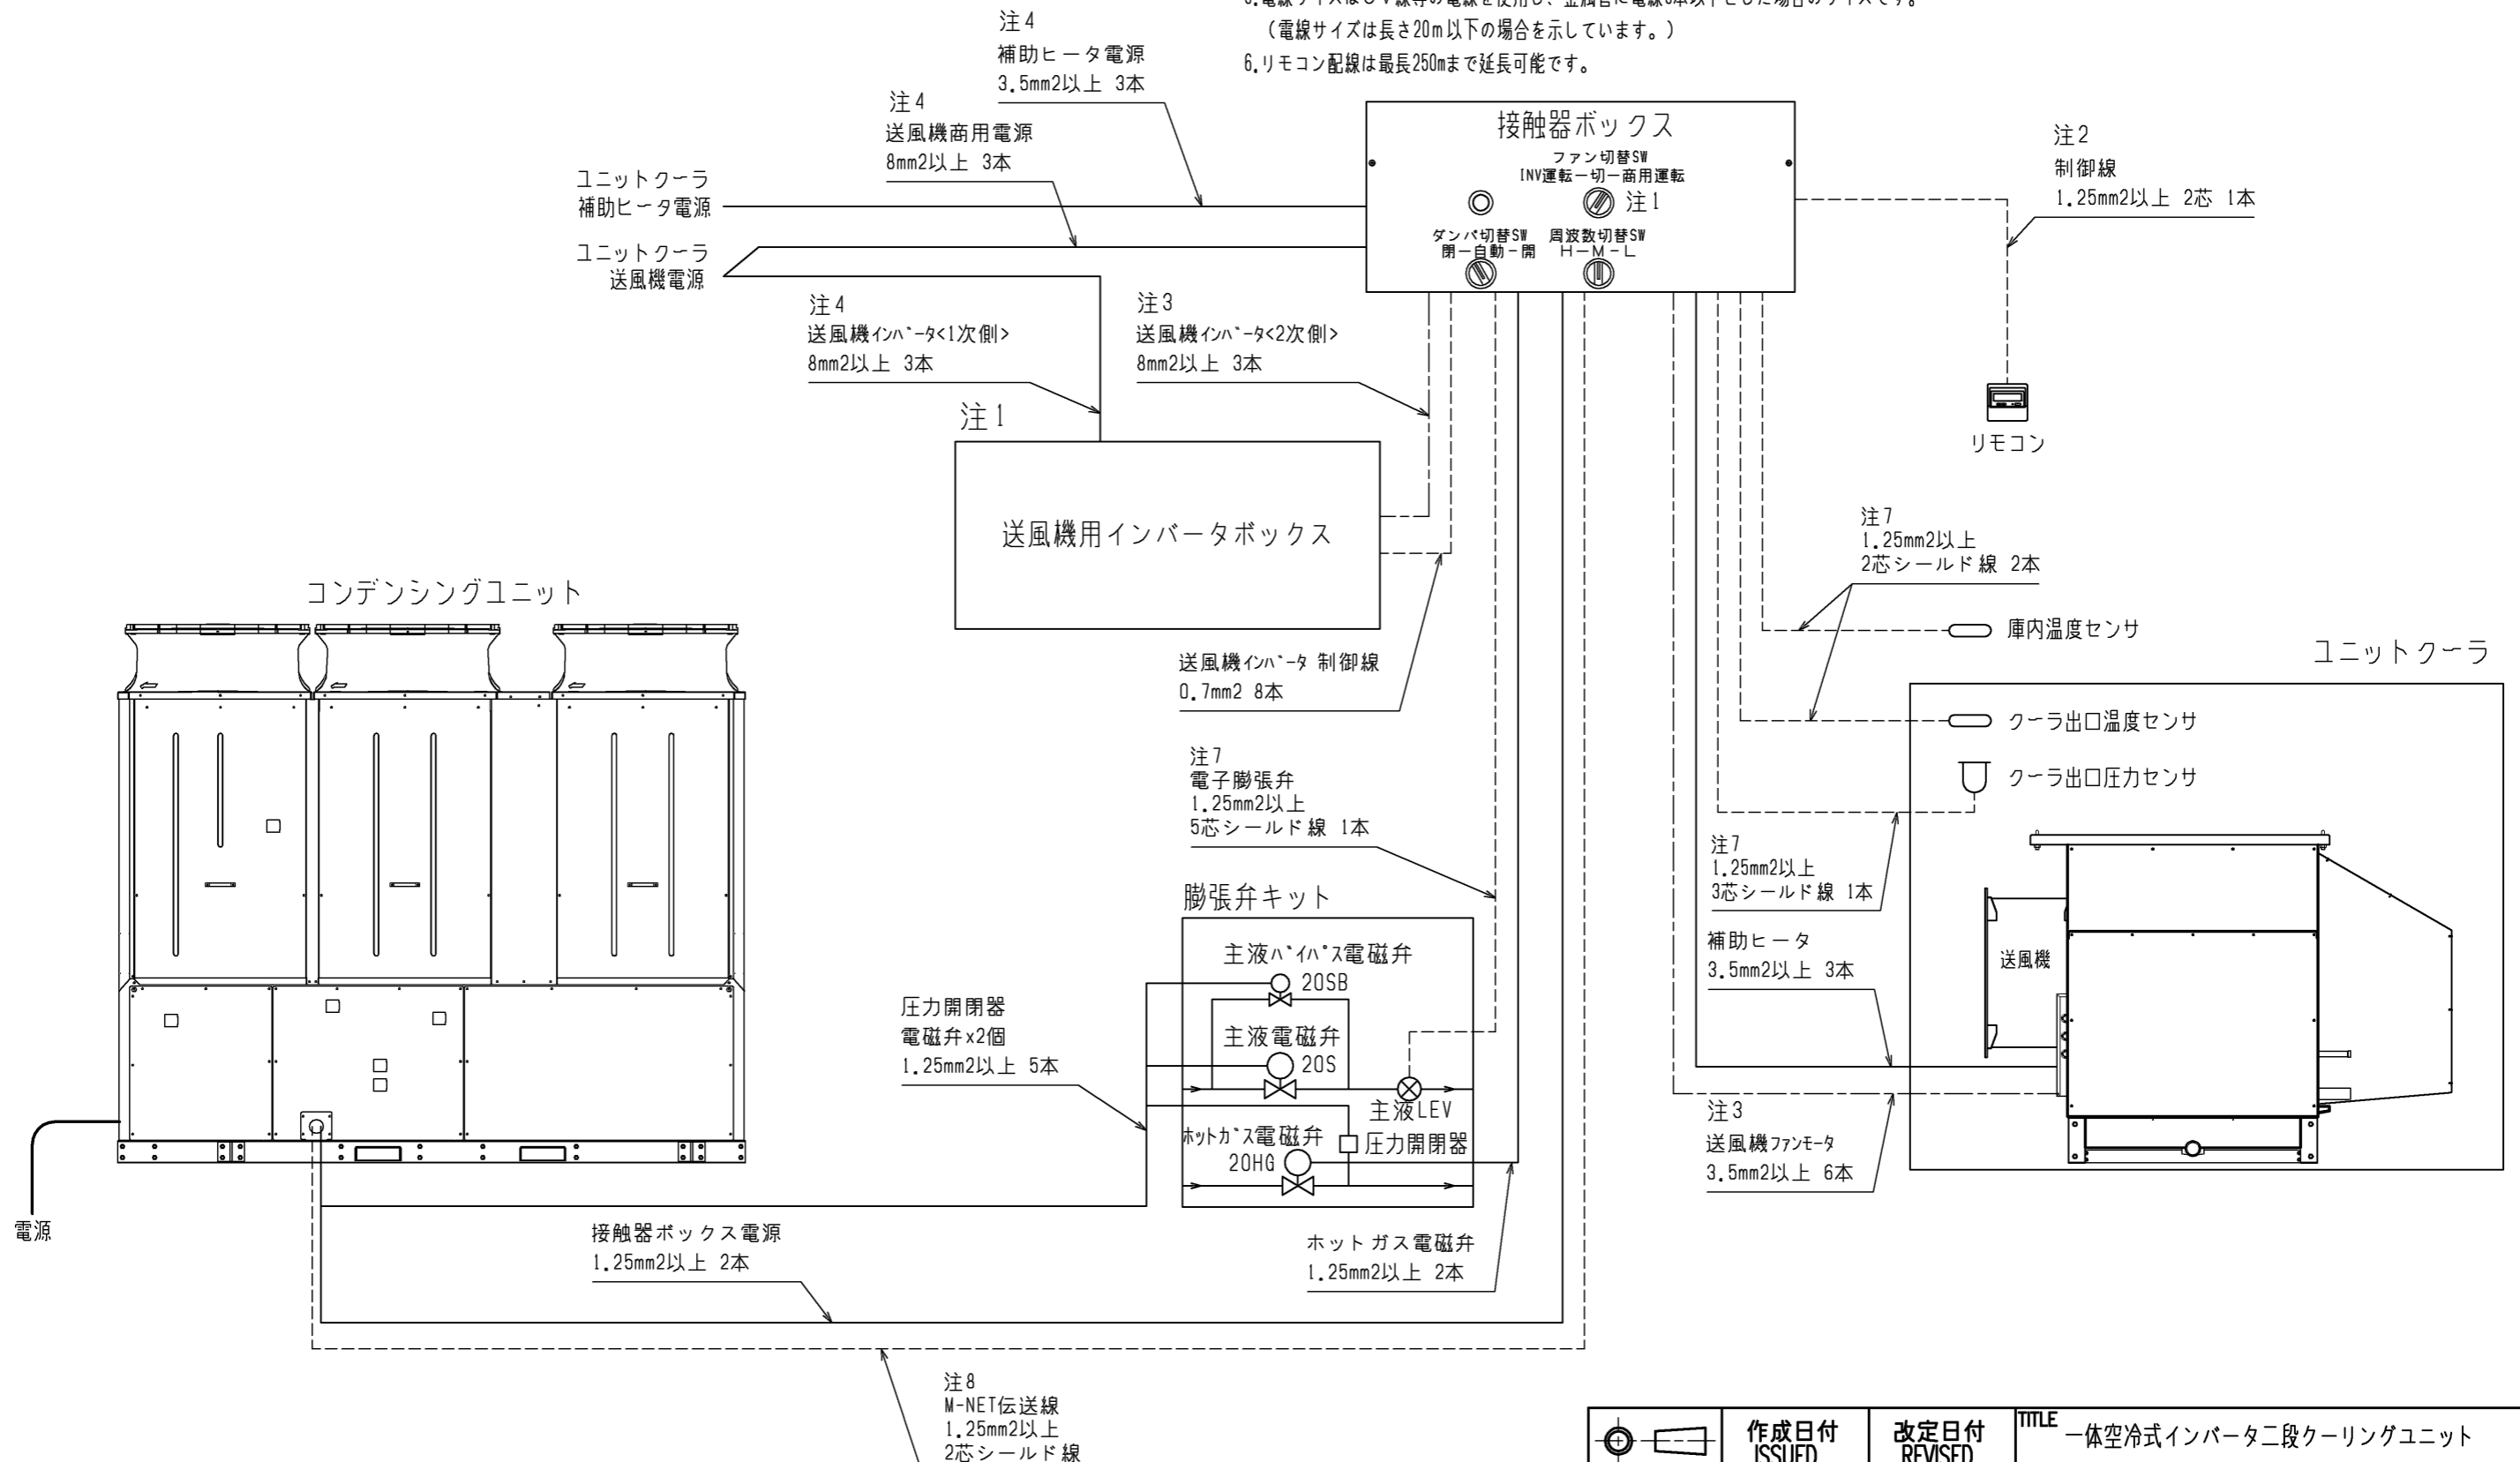 (電線サイズは長さ20m以下の場合を示しています。)
6.リモコン配線は最長250mまで延長可能です。
注4
補助ヒータ電源
3.5mm2以上 3本
注4
送風機商用電源
8mm2以上 3本
ユニットクーラ
補助ヒータ電源
ユニットクーラ
送風機電源
接触器ボックス
ファン切替SW
INV運転ー切ー商用運転
注1
ダンパ切替SW
閉ー自動-開
周波数切替SW
HーM-L
注2
制御線
1.25mm2以上 2芯 1本
リモコン
注4
送風機インバータ<1次側>
8mm2以上 3本
注3
送風機インバータ<2次側>
8mm2以上 3本
注1
送風機用インバータボックス
送風機インバータ 制御線
0.7mm2 8本
注7
1.25mm2以上
2芯シールド線 2本
庫内温度センサ
ユニットクーラ
クーラ出口温度センサ
クーラ出口圧力センサ
注7
1.25mm2以上
3芯シールド線 1本
補助ヒータ
3.5mm2以上 3本
送風機
注3
送風機ファンモータ
3.5mm2以上 6本
コンデンシングユニット
電源
注7
電子膨張弁
1.25mm2以上
5芯シールド線 1本
膨張弁キット
主液バイパス電磁弁
20SB
主液電磁弁
20S
主液LEV
ホットガス電磁弁
20HG
圧力開閉器
圧力開閉器
電磁弁x2個
1.25mm2以上 5本
接触器ボックス電源
1.25mm2以上 2本
ホットガス電磁弁
1.25mm2以上 2本
注8
M-NET伝送線
1.25mm2以上
2芯シールド線
作成日付
ISSUED
改定日付
REVISED
TITLE
一体空冷式インバータ二段クーリングユニット